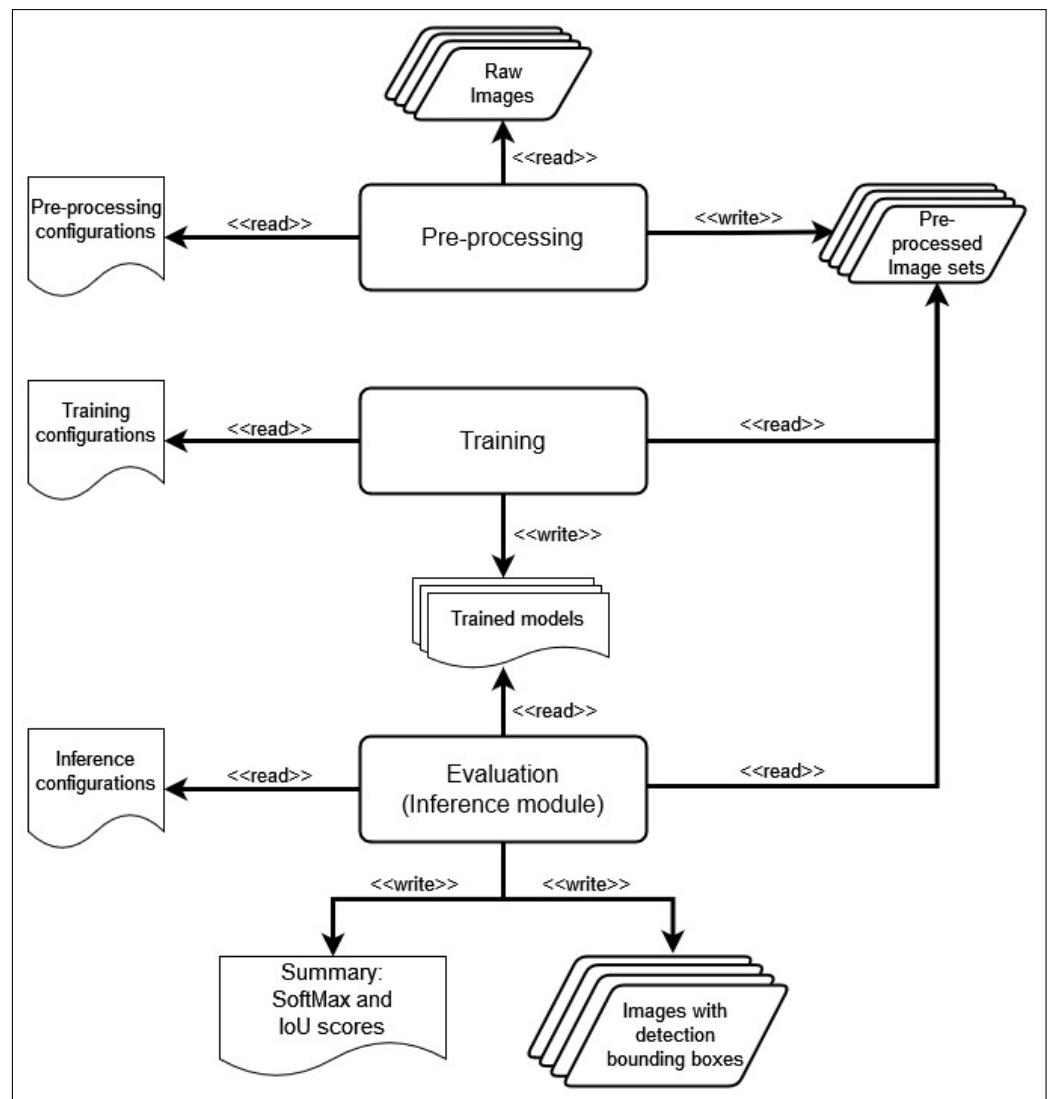 Raw
Images
<<read>>
Pre-processing
configurations
<<read>>
Pre-processing
<<write>>
Pre-
processed
Image sets
Training
configurations
<<read>>
Training
<<read>>
<<write>>
Trained models
<<read>>
Inference
configurations
<<read>>
Evaluation
(Inference module)
<<read>>
<<write>>
<<write>>
Summary:
SoftMax and
IoU scores
Images with
detection
bounding boxes